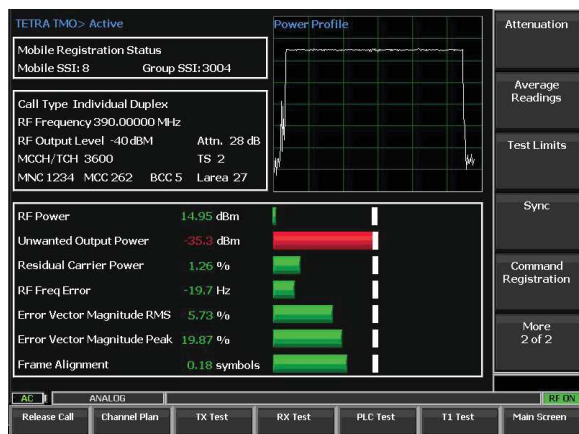 TETRA TMO> Active
Power Profile
Mobile Registration Status
Mobile SSI: 8 Group SSI: 3004
Call Type Individual Duplex
RF Frequency 390.00000 MHz
RF Output Level -40 dBM Attn. 28 dB
MCCH/TCH 3600 TS 2
MNC 1234 MCC 262 BCC 5 Larea 27
RF Power 14.95 dBm
Unwanted Output Power -35.3 dBm
Residual Carrier Power 1.26 %
RF Freq Error -19.7 Hz
Error Vector Magnitude RMS 5.73 %
Error Vector Magnitude Peak 19.87 %
Frame Alignment 0.18 symbols
Attenuation
Average
Readings
Test Limits
Sync
Command
Registration
More
2 of 2
AC ANALOG RF ON
Release Call Channel Plan TX Test RX Test PLC Test T1 Test Main Screen